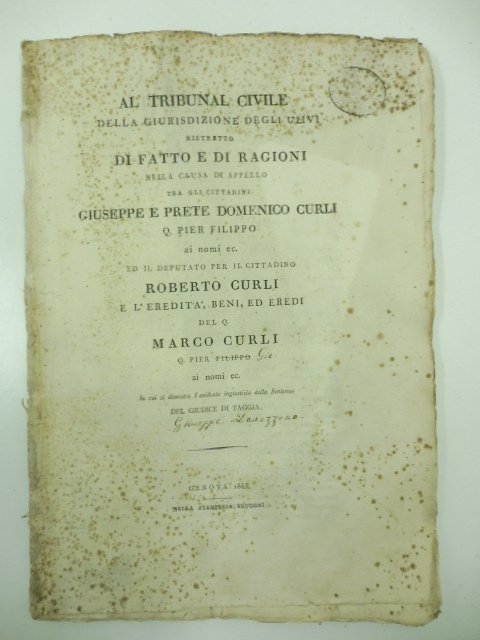 AL TRIBUNAL CIVILE
DELLA GIURISDIZIONE DEGLI ULIVI
RISTRETTO
DI FATTO E DI RAGIONI
NELLA CAUSA DI APPELLO
TRA GLI CITTADINI
GIUSEPPE E PRETE DOMENICO CURLI
Q. PIER FILIPPO
ai nomi ec.
ED IL DEPUTATO PER IL CITTADINO
ROBERTO CURLI
E L'EREDITA', BENI, ED EREDI
DEL Q.
MARCO CURLI
Q. PIER FILIPPO Gio
ai nomi ec.
In cui si dimostra l'evidente ingiustizia della Sentenza
DEL GIUDICE DI TAGGIA.
Giuseppe
GENOVA
NELLA STAMPERIA FRUGONI.